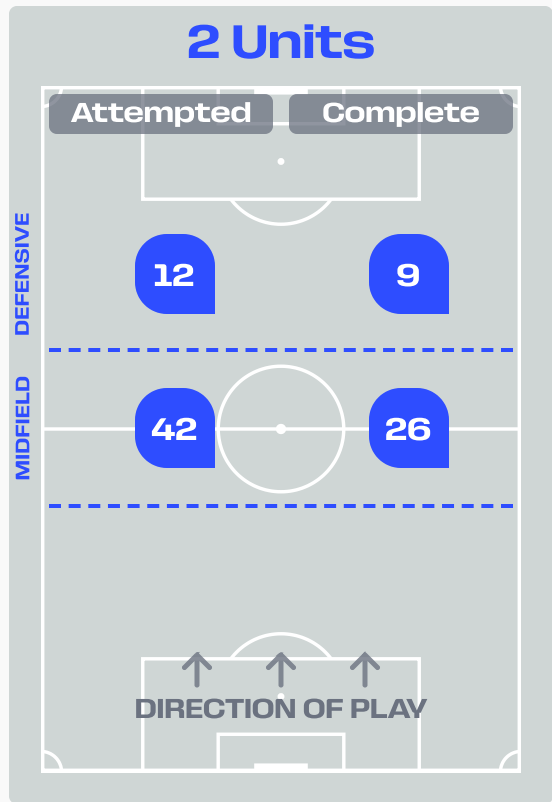 2 Units
Attempted Complete
DEFENSIVE
12 9
MIDFIELD
42 26
DIRECTION OF PLAY